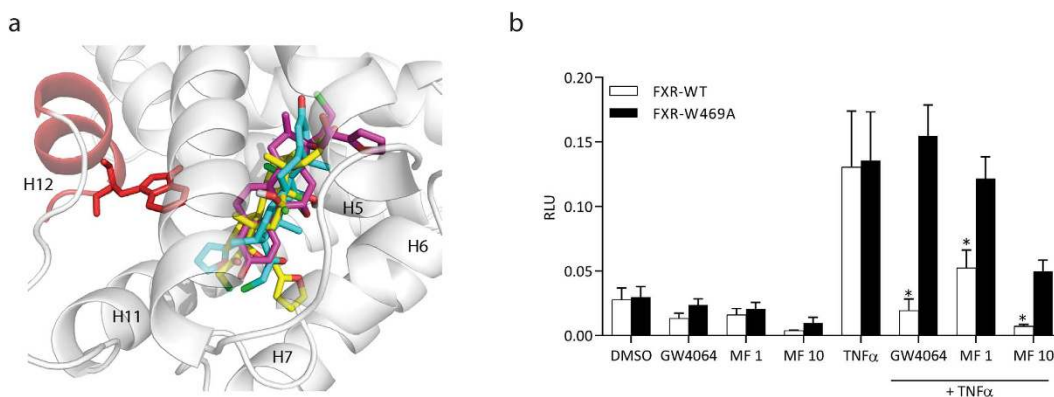 a
H12
H5
H6
H11
H7
b
RLU
0.20
0.15
0.10
0.05
0.00
FXR-WT
FXR-W469A
*
*
*
DMSO GW4064 MF 1 MF 10 TNFα GW4064 MF 1 MF 10
+ TNFα